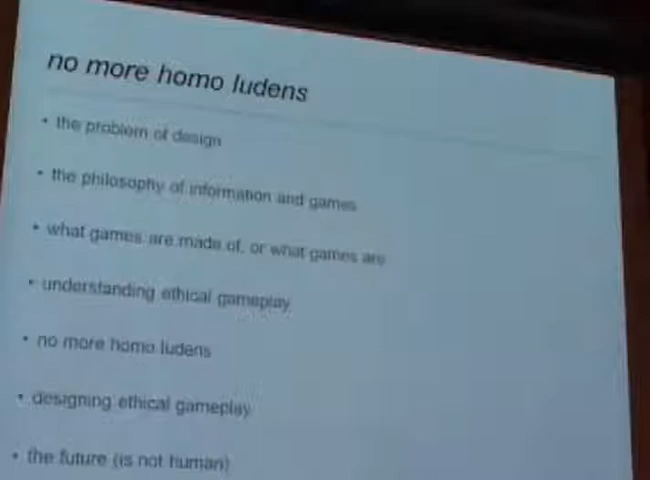 no more homo ludens
• the problem of design
• the philosophy of information and games
• what games are made of, or what games are
• understanding ethical gameplay
• no more homo ludens
• designing ethical gameplay
• the future (is not human)